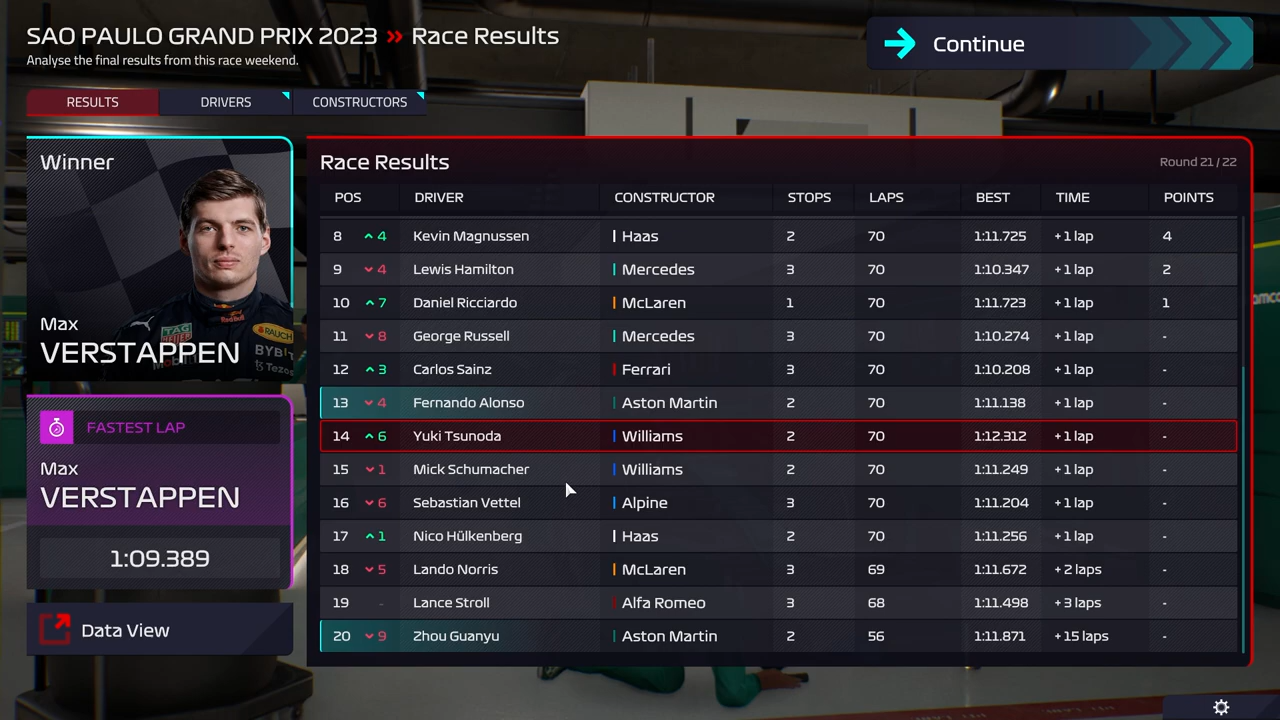 SAO PAULO GRAND PRIX 2023 » Race Results
Analyse the final results from this race weekend.
Continue
RESULTS DRIVERS CONSTRUCTORS
Winner
Max
VERSTAPPEN
TAG
HEUER
RAUCH
BYBIT
Tezos
Red Bull
FASTEST LAP
Max
VERSTAPPEN
1:09.389
Data View
Race Results
Round 21 / 22
POS DRIVER CONSTRUCTOR STOPS LAPS BEST TIME POINTS
8 4 Kevin Magnussen Haas 2 70 1:11.725 + 1 lap 4
9 4 Lewis Hamilton Mercedes 3 70 1:10.347 + 1 lap 2
10 7 Daniel Ricciardo McLaren 1 70 1:11.723 + 1 lap 1
11 8 George Russell Mercedes 3 70 1:10.274 + 1 lap -
12 3 Carlos Sainz Ferrari 3 70 1:10.208 + 1 lap -
13 4 Fernando Alonso Aston Martin 2 70 1:11.138 + 1 lap -
14 6 Yuki Tsunoda Williams 2 70 1:12.312 + 1 lap -
15 1 Mick Schumacher Williams 2 70 1:11.249 + 1 lap -
16 6 Sebastian Vettel Alpine 3 70 1:11.204 + 1 lap -
17 1 Nico Hülkenberg Haas 2 70 1:11.256 + 1 lap -
18 5 Lando Norris McLaren 3 69 1:11.672 + 2 laps -
19 - Lance Stroll Alfa Romeo 3 68 1:11.498 + 3 laps -
20 9 Zhou Guanyu Aston Martin 2 56 1:11.871 + 15 laps -